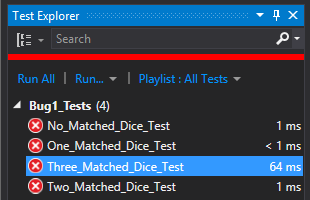 Test Explorer
Search
Run All | Run... | Playlist : All Tests
Bug1_Tests (4)
No_Matched_Dice_Test 1 ms
One_Matched_Dice_Test < 1 ms
Three_Matched_Dice_Test 64 ms
Two_Matched_Dice_Test 1 ms